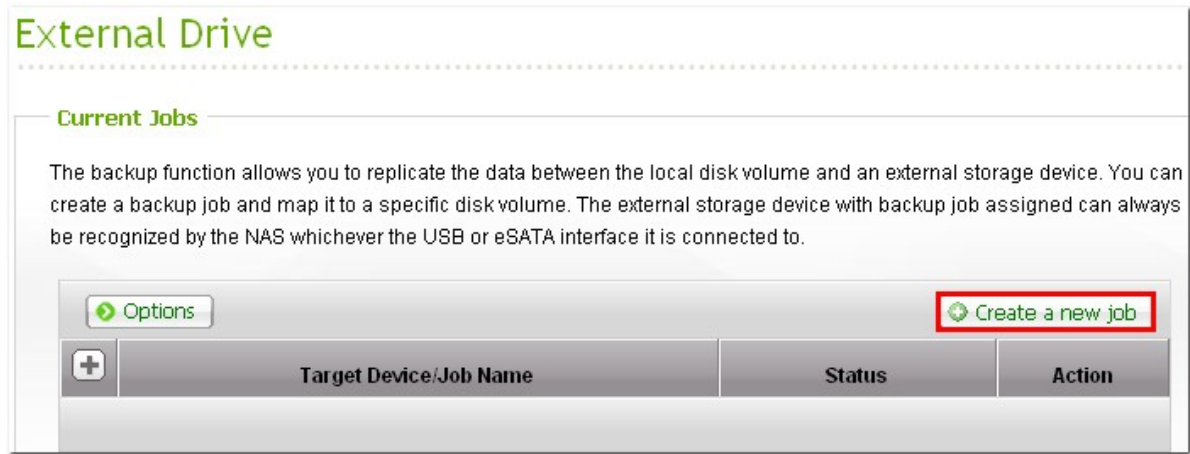 External Drive
Current Jobs
The backup function allows you to replicate the data between the local disk volume and an external storage device. You can
create a backup job and map it to a specific disk volume. The external storage device with backup job assigned can always
be recognized by the NAS whichever the USB or eSATA interface it is connected to.
Options
Create a new job
Target Device/Job Name
Status
Action